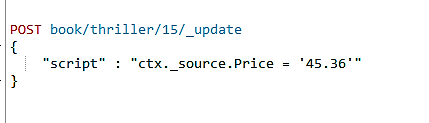 POST book/thriller/15/_update
{
"script" : "ctx._source.Price = '45.36'"
}